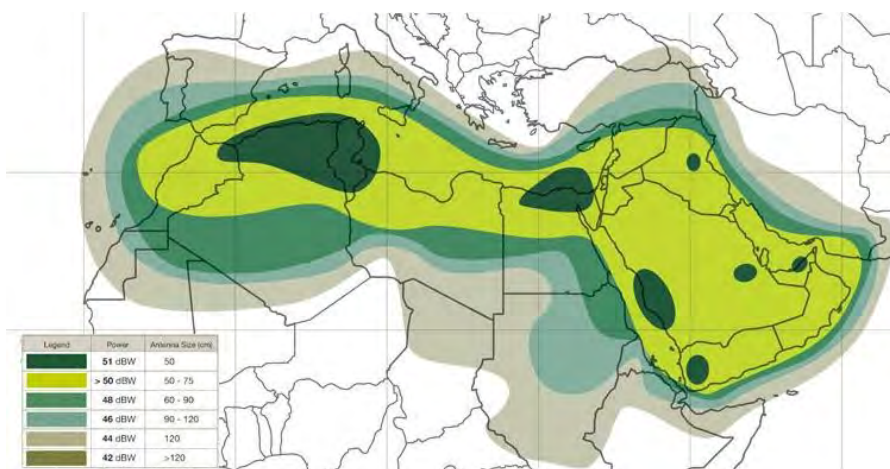 Legend Power Antenna Size (cm)
51 dBW 50
> 50 dBW 50 - 75
48 dBW 60 - 90
46 dBW 90 - 120
44 dBW 120
42 dBW >120